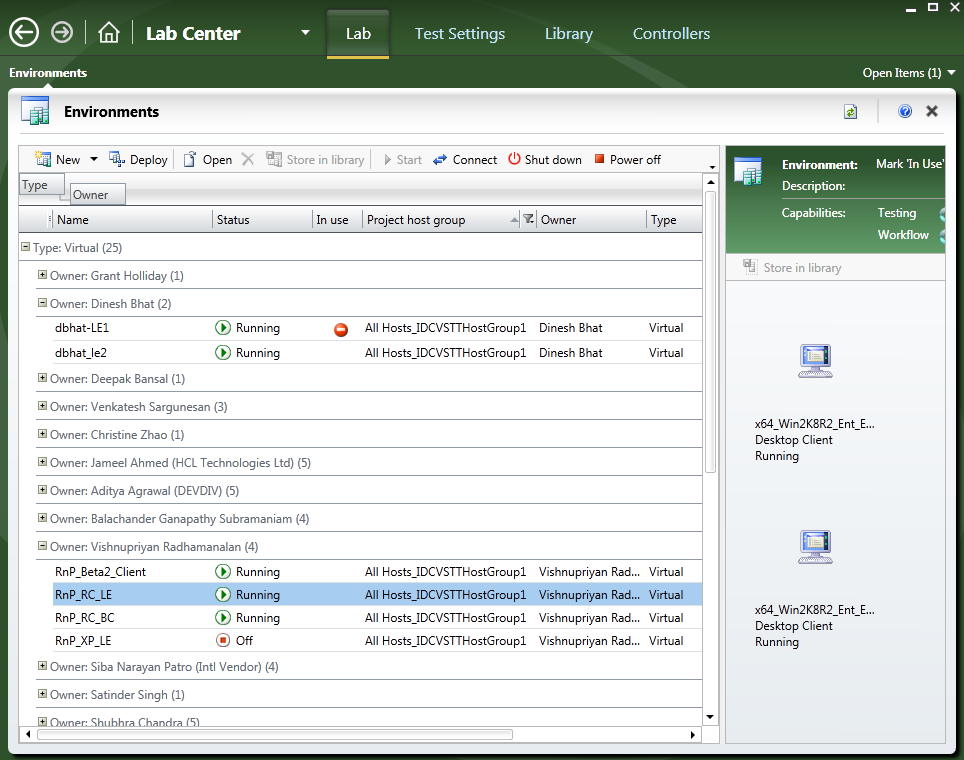 Lab Center Lab Test Settings Library Controllers
Environments Open Items (1)
Environments
New Deploy Open Store in library Start Connect Shut down Power off
Type
Owner
Name Status In use Project host group Owner Type
Type: Virtual (25)
Owner: Grant Holliday (1)
Owner: Dinesh Bhat (2)
dbhat-LE1 Running All Hosts_IDCVSTTHostGroup1 Dinesh Bhat Virtual
dbhat_le2 Running All Hosts_IDCVSTTHostGroup1 Dinesh Bhat Virtual
Owner: Deepak Bansal (1)
Owner: Venkatesh Sargunesan (3)
Owner: Christine Zhao (1)
Owner: Jameel Ahmed (HCL Technologies Ltd) (5)
Owner: Aditya Agrawal (DEVDIV) (5)
Owner: Balachander Ganapathy Subramaniam (4)
Owner: Vishnupriyan Radhamanalan (4)
RnP_Beta2_Client Running All Hosts_IDCVSTTHostGroup1 Vishnupriyan Rad... Virtual
RnP_RC_LE Running All Hosts_IDCVSTTHostGroup1 Vishnupriyan Rad... Virtual
RnP_RC_BC Running All Hosts_IDCVSTTHostGroup1 Vishnupriyan Rad... Virtual
RnP_XP_LE Off All Hosts_IDCVSTTHostGroup1 Vishnupriyan Rad... Virtual
Owner: Siba Narayan Patro (Intl Vendor) (4)
Owner: Satinder Singh (1)
Owner: Shubhra Chandra (5)
Environment: Mark 'In Use'
Description:
Capabilities: Testing
Workflow
Store in library
x64_Win2K8R2_Ent_E...
Desktop Client
Running
x64_Win2K8R2_Ent_E...
Desktop Client
Running